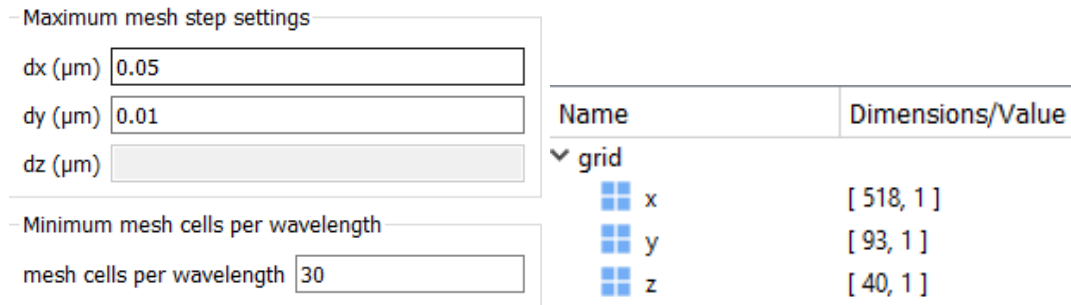 Maximum mesh step settings
dx (μm) 0.05
dy (μm) 0.01
dz (μm)
Minimum mesh cells per wavelength
mesh cells per wavelength 30
Name Dimensions/Value
grid
x [ 518, 1 ]
y [ 93, 1 ]
z [ 40, 1 ]